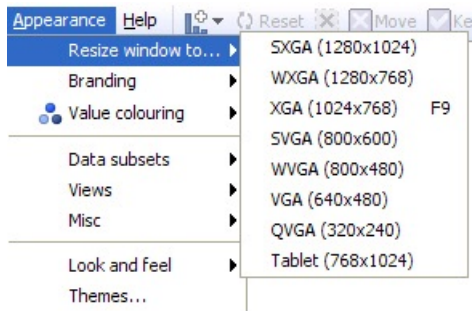 Appearance Help Reset Move Ke
Resize window to...
Branding
Value colouring
Data subsets
Views
Misc
Look and feel
Themes...
SXGA (1280x1024)
WXGA (1280x768)
XGA (1024x768) F9
SVGA (800x600)
WVGA (800x480)
VGA (640x480)
QVGA (320x240)
Tablet (768x1024)